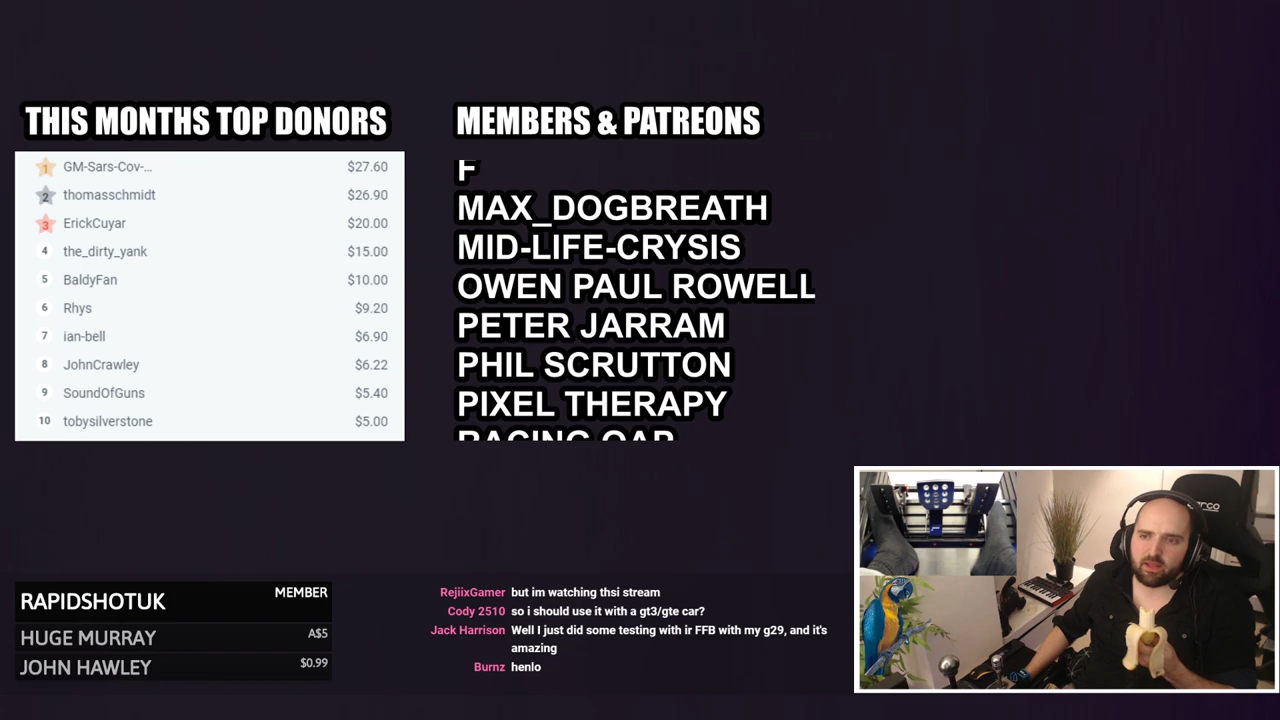 THIS MONTHS TOP DONORS
1 GM-Sars-Cov-... $27.60
2 thomasschmidt $26.90
3 ErickCuyar $20.00
4 the_dirty_yank $15.00
5 BaldyFan $10.00
6 Rhys $9.20
7 ian-bell $6.90
8 JohnCrawley $6.22
9 SoundOfGuns $5.40
10 tobysilverstone $5.00
MEMBERS & PATREONS
MAX_DOGBREATH
MID-LIFE-CRYSIS
OWEN PAUL ROWELL
PETER JARRAM
PHIL SCRUTTON
PIXEL THERAPY
RAPIDSHOTUK MEMBER
HUGE MURRAY A$5
JOHN HAWLEY $0.99
RejiixGamer but im watching thsi stream
Cody 2510 so i should use it with a gt3/gte car?
Jack Harrison Well I just did some testing with ir FFB with my g29, and it's
amazing
Burnz henlo